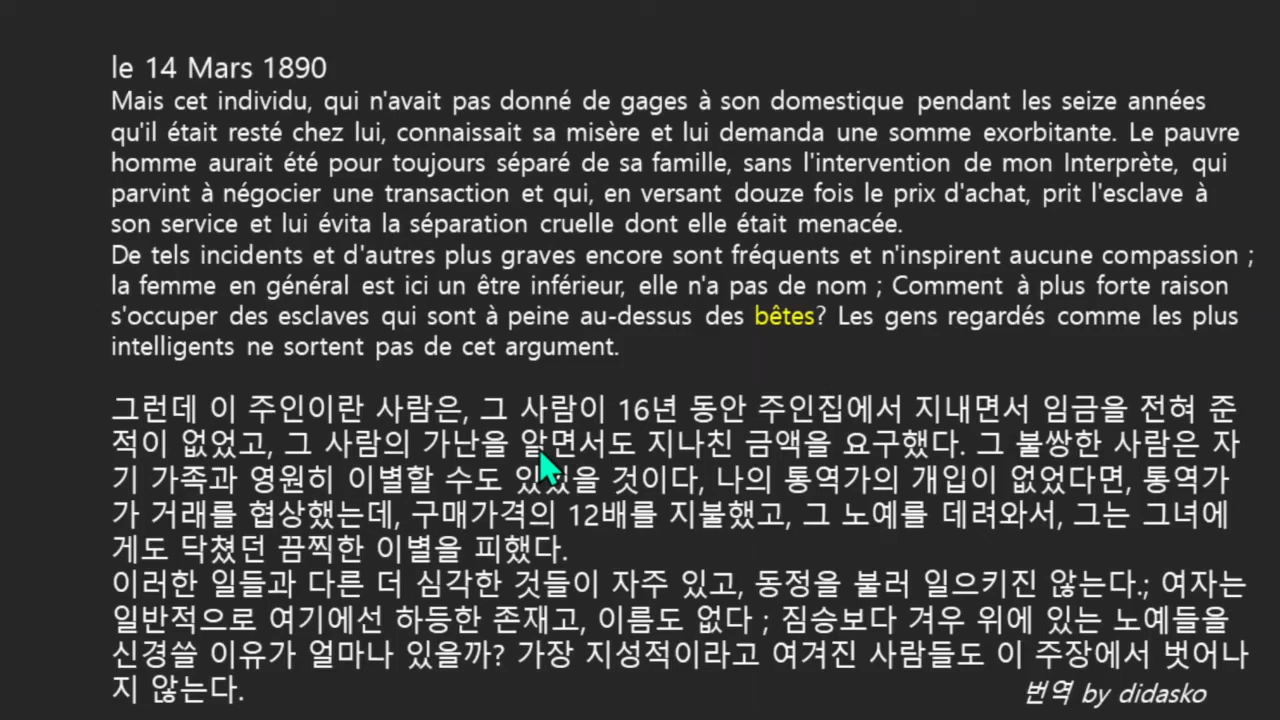 le 14 Mars 1890
Mais cet individu, qui n'avait pas donné de gages à son domestique pendant les seize années
qu'il était resté chez lui, connaissait sa misère et lui demanda une somme exorbitante. Le pauvre
homme aurait été pour toujours séparé de sa famille, sans l'intervention de mon Interprète, qui
parvint à négocier une transaction et qui, en versant douze fois le prix d'achat, prit l'esclave à
son service et lui évita la séparation cruelle dont elle était menacée.
De tels incidents et d'autres plus graves encore sont fréquents et n'inspirent aucune compassion ;
la femme en général est ici un être inférieur, elle n'a pas de nom ; Comment à plus forte raison
s'occuper des esclaves qui sont à peine au-dessus des bêtes? Les gens regardés comme les plus
intelligents ne sortent pas de cet argument.
그런데 이 주인이란 사람은, 그 사람이 16년 동안 주인집에서 지내면서 임금을 전혀 준
적이 없었고, 그 사람의 가난을 알면서도 지나친 금액을 요구했다. 그 불쌍한 사람은 자
기 가족과 영원히 이별할 수도 있었을 것이다, 나의 통역가의 개입이 없었다면, 통역가
가 거래를 협상했는데, 구매가격의 12배를 지불했고, 그 노예를 데려와서, 그는 그녀에
게도 닥쳤던 끔찍한 이별을 피했다.
이러한 일들과 다른 더 심각한 것들이 자주 있고, 동정을 불러 일으키진 않는다.; 여자는
일반적으로 여기에선 하등한 존재고, 이름도 없다 ; 짐승보다 겨우 위에 있는 노예들을
신경쓸 이유가 얼마나 있을까? 가장 지성적이라고 여겨진 사람들도 이 주장에서 벗어나
지 않는다.
번역 by didasko